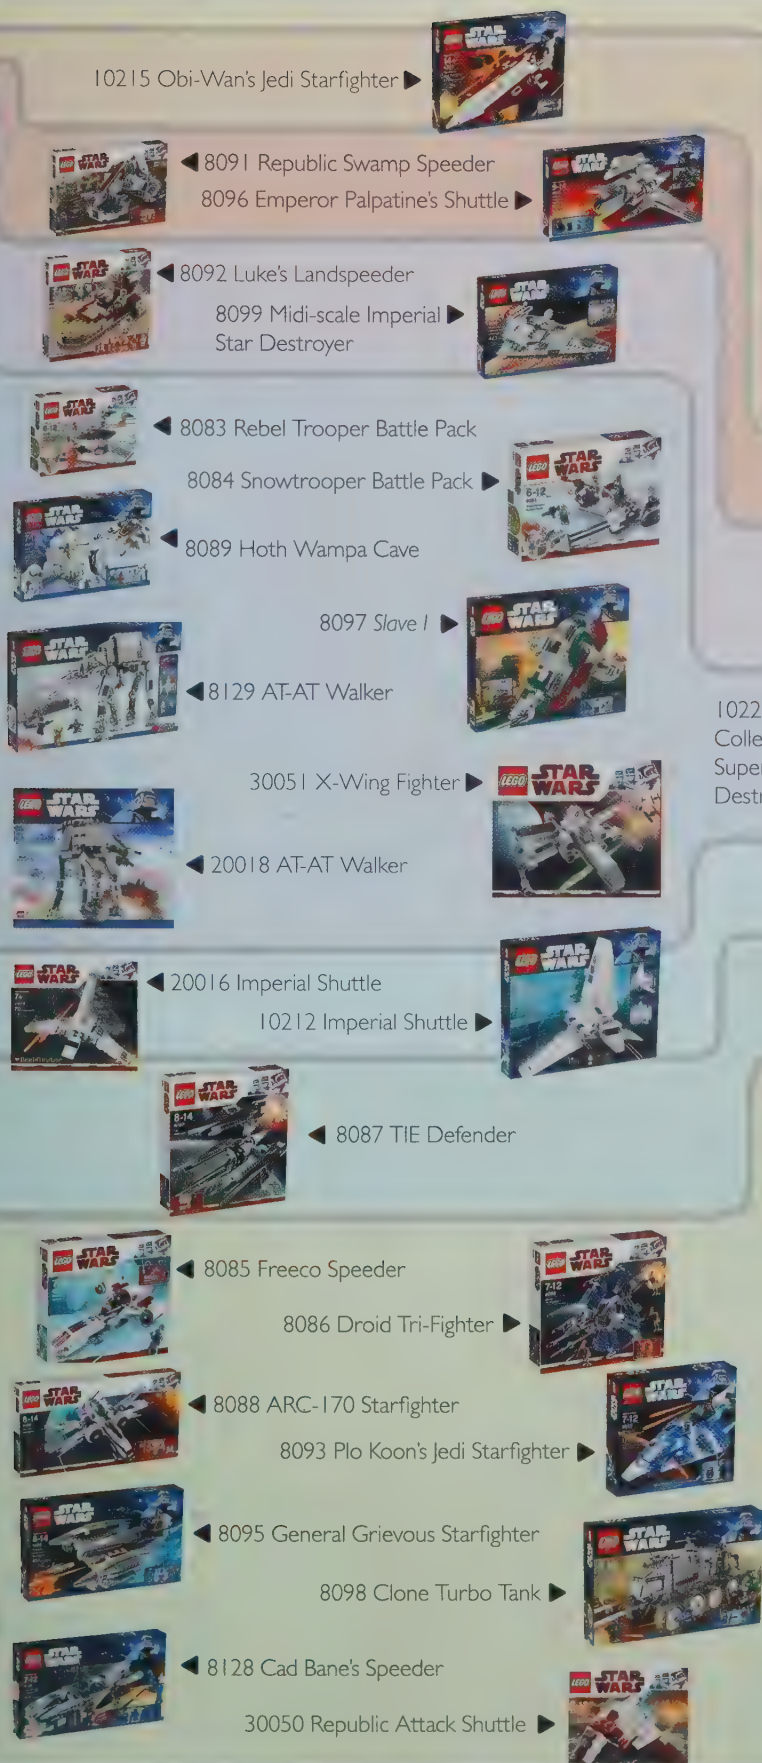 10215 Obi-Wan's Jedi Starfighter ▶
◀ 8091 Republic Swamp Speeder
8096 Emperor Palpatine's Shuttle ▶
◀ 8092 Luke's Landspeeder
8099 Midi-scale Imperial ▶
Star Destroyer
◀ 8083 Rebel Trooper Battle Pack
8084 Snowtrooper Battle Pack ▶
◀ 8089 Hoth Wampa Cave
8097 Slave I ▶
◀ 8129 AT-AT Walker
1022
Colle
Super
Destr
30051 X-Wing Fighter ▶
◀ 20018 AT-AT Walker
◀ 20016 Imperial Shuttle
10212 Imperial Shuttle ▶
◀ 8087 TIE Defender
◀ 8085 Freeco Speeder
8086 Droid Tri-Fighter ▶
◀ 8088 ARC-170 Starfighter
8093 Plo Koon's Jedi Starfighter ▶
◀ 8095 General Grievous Starfighter
8098 Clone Turbo Tank ▶
◀ 8128 Cad Bane's Speeder
30050 Republic Attack Shuttle ▶